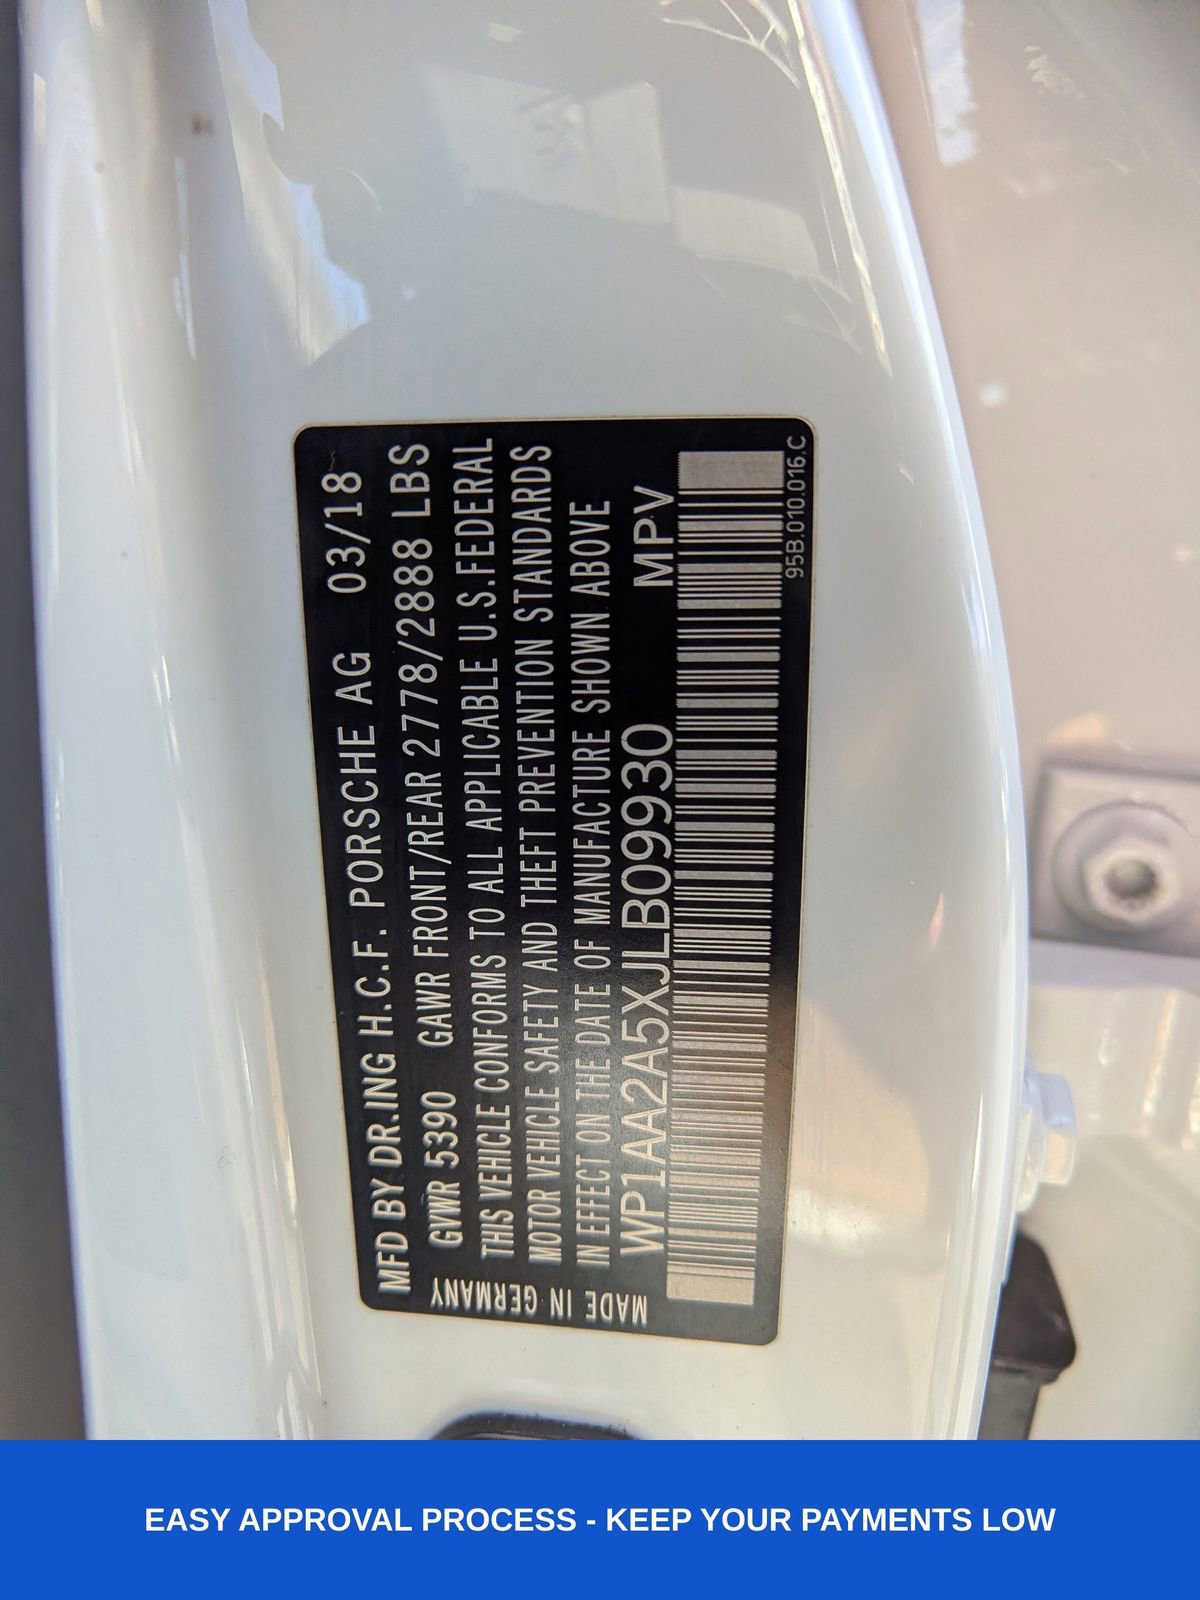 MFD BY DR.ING H.C.F. PORSCHE AG 03/18
GVWR 5390 GAWR FRONT/REAR 2778/2888 LBS
THIS VEHICLE CONFORMS TO ALL APPLICABLE U.S.FEDERAL
MOTOR VEHICLE SAFETY AND THEFT PREVENTION STANDARDS
IN EFFECT ON THE DATE OF MANUFACTURE SHOWN ABOVE
WP1AA2A5XJLB09930 MPV
MADE IN GERMANY
95B.010.016.C
EASY APPROVAL PROCESS - KEEP YOUR PAYMENTS LOW